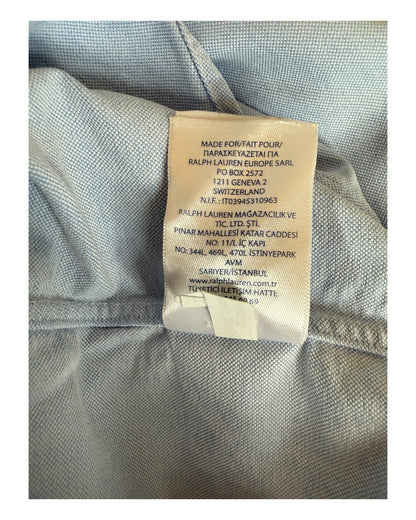 MADE FOR/FAIT POUR/
ΠΑΡΑΣΚΕΥΑΖΕΤΑΙ ΓΙΑ
RALPH LAUREN EUROPE SARL
PO BOX 2572
1211 GENEVA 2
SWITZERLAND
N.I.F.: IT03945310963
RALPH LAUREN MAĞAZACILIK VE
TİC. LTD. ŞTİ.
PINAR MAHALLESİ KATAR CADDESİ
NO: 11/L İÇ KAPI
NO: 344L, 469L, 470L İSTİNYEPARK
AVM
SARIYER/İSTANBUL
www.ralphlauren.com.tr
TÜKETİCİ İLETİŞİM HATTI:
69